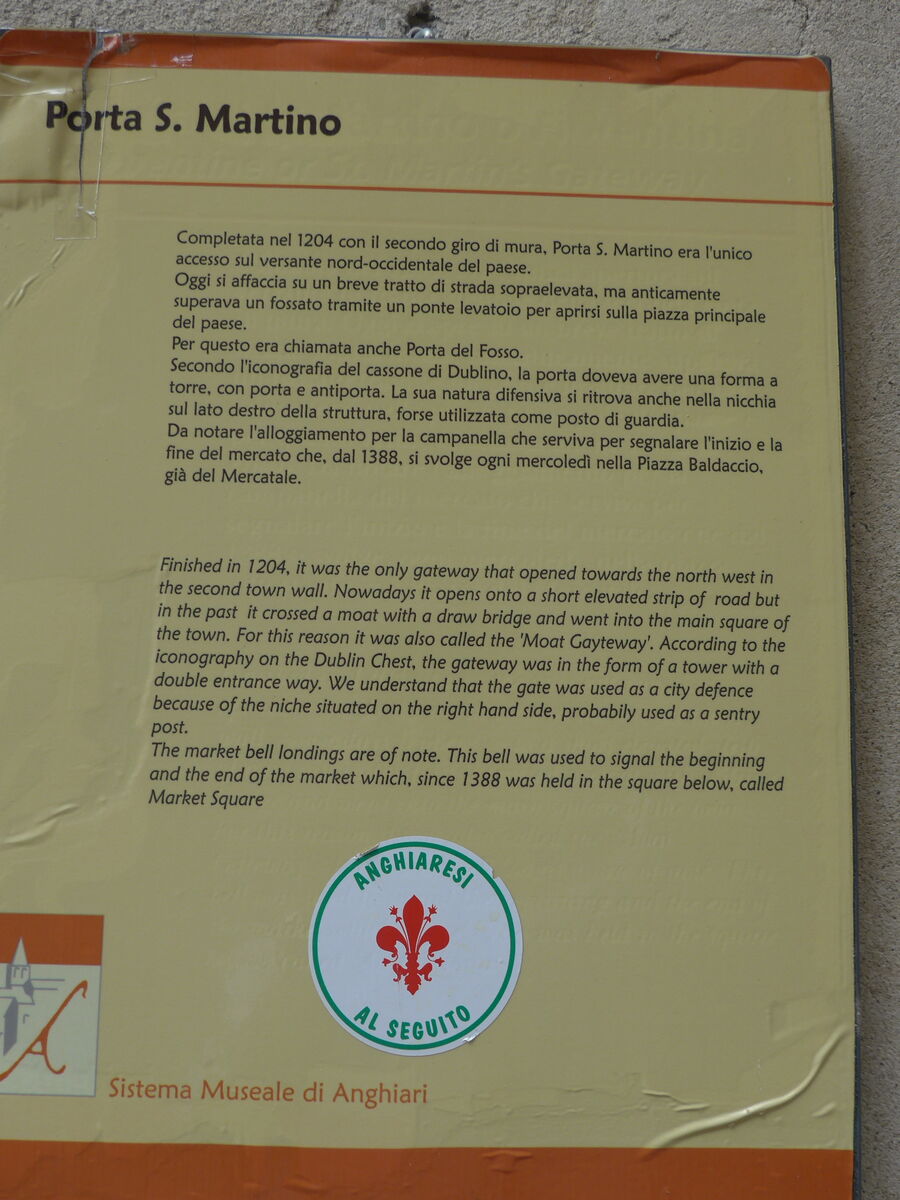 Porta S. Martino
Completata nel 1204 con il secondo giro di mura, Porta S. Martino era l'unico
accesso sul versante nord-occidentale del paese.
Oggi si affaccia su un breve tratto di strada sopraelevata, ma anticamente
superava un fossato tramite un ponte levatoio per aprirsi sulla piazza principale
del paese.
Per questo era chiamata anche Porta del Fosso.
Secondo l'iconografia del cassone di Dublino, la porta doveva avere una forma a
torre, con porta e antiporta. La sua natura difensiva si ritrova anche nella nicchia
sul lato destro della struttura, forse utilizzata come posto di guardia.
Da notare l'alloggiamento per la campanella che serviva per segnalare l'inizio e la
fine del mercato che, dal 1388, si svolge ogni mercoledì nella Piazza Baldaccio,
già del Mercatale.
Finished in 1204, it was the only gateway that opened towards the north west in
the second town wall. Nowadays it opens onto a short elevated strip of road but
in the past it crossed a moat with a draw bridge and went into the main square of
the town. For this reason it was also called the 'Moat Gayteway'. According to the
iconography on the Dublin Chest, the gateway was in the form of a tower with a
double entrance way. We understand that the gate was used as a city defence
because of the niche situated on the right hand side, probabily used as a sentry
post.
The market bell londings are of note. This bell was used to signal the beginning
and the end of the market which, since 1388 was held in the square below, called
Market Square
ANGHIARESI
AL SEGUITO
Sistema Museale di Anghiari